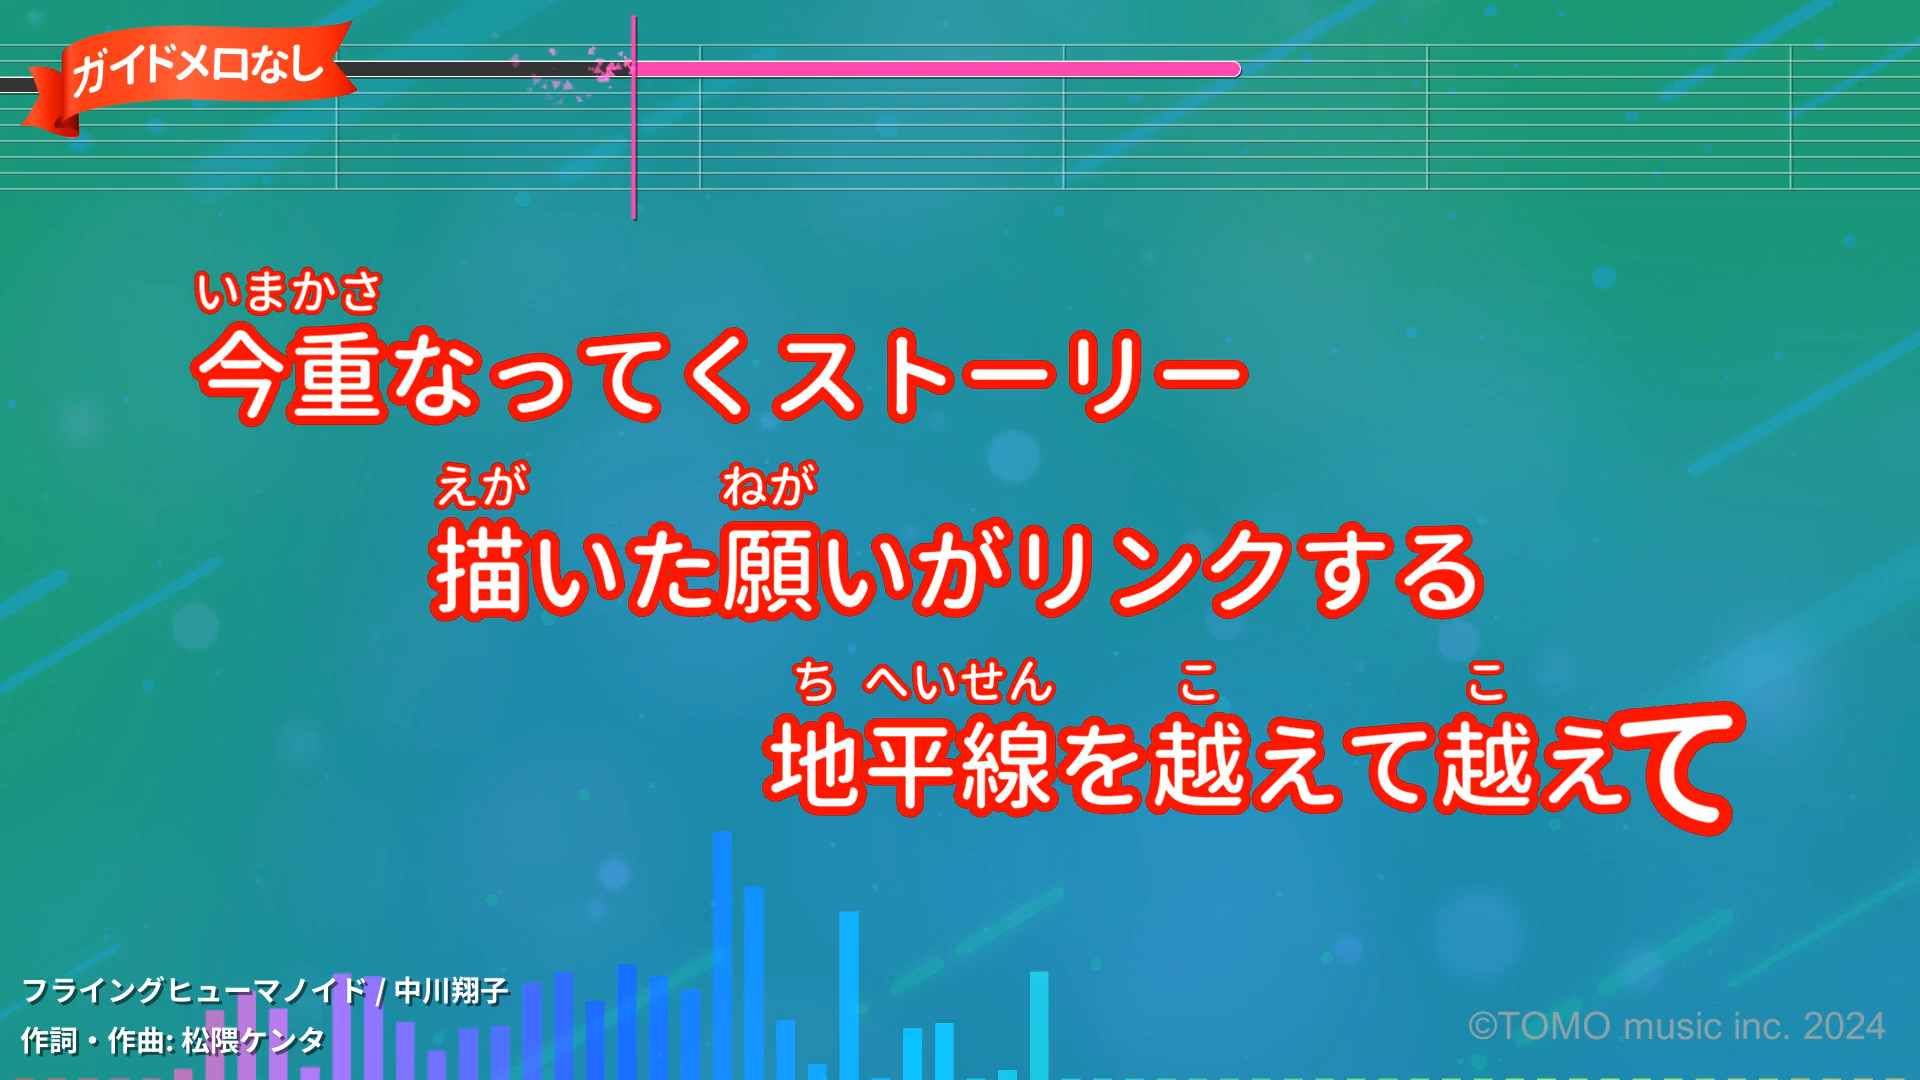 ガイドメロなし
いまかさ
今重なってくストーリー
えが ねが
描いた願いがリンクする
ち へいせん こ こ
地平線を越えて越えて
フライングヒューマノイド / 中川翔子
作詞・作曲: 松隈ケンタ
©TOMO music inc. 2024